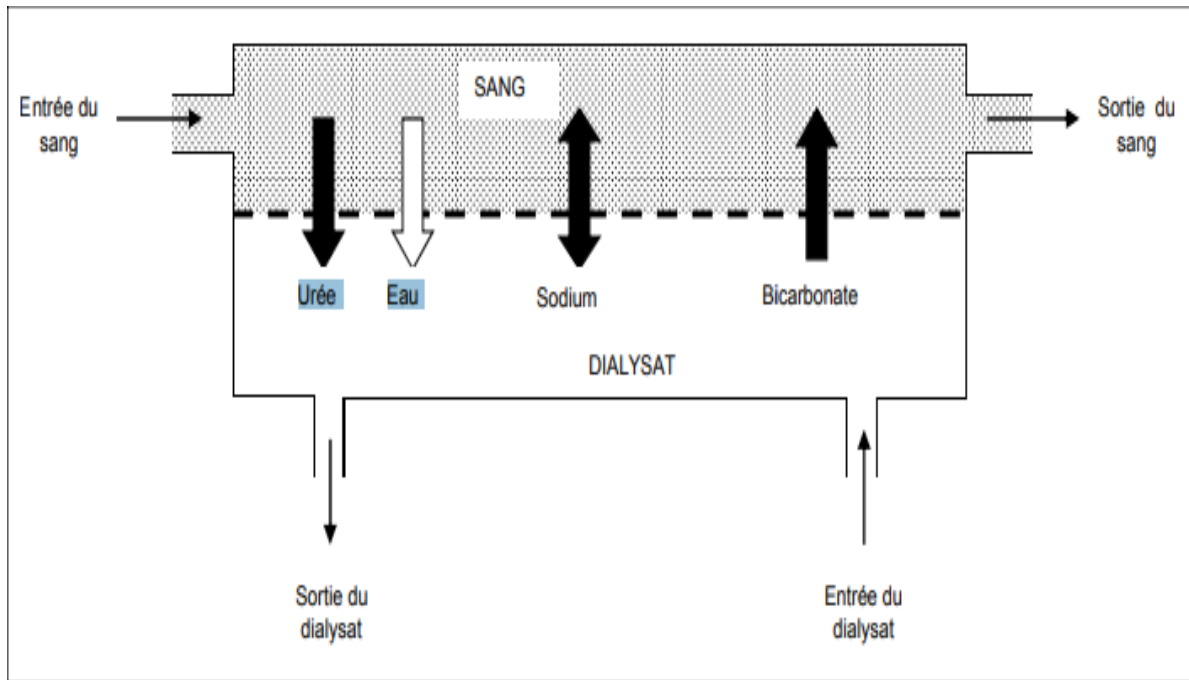 SANG
Entrée du
sang
Sortie du
sang
Urée
Eau
Sodium
Bicarbonate
DIALYSAT
Sortie du
dialysat
Entrée du
dialysat